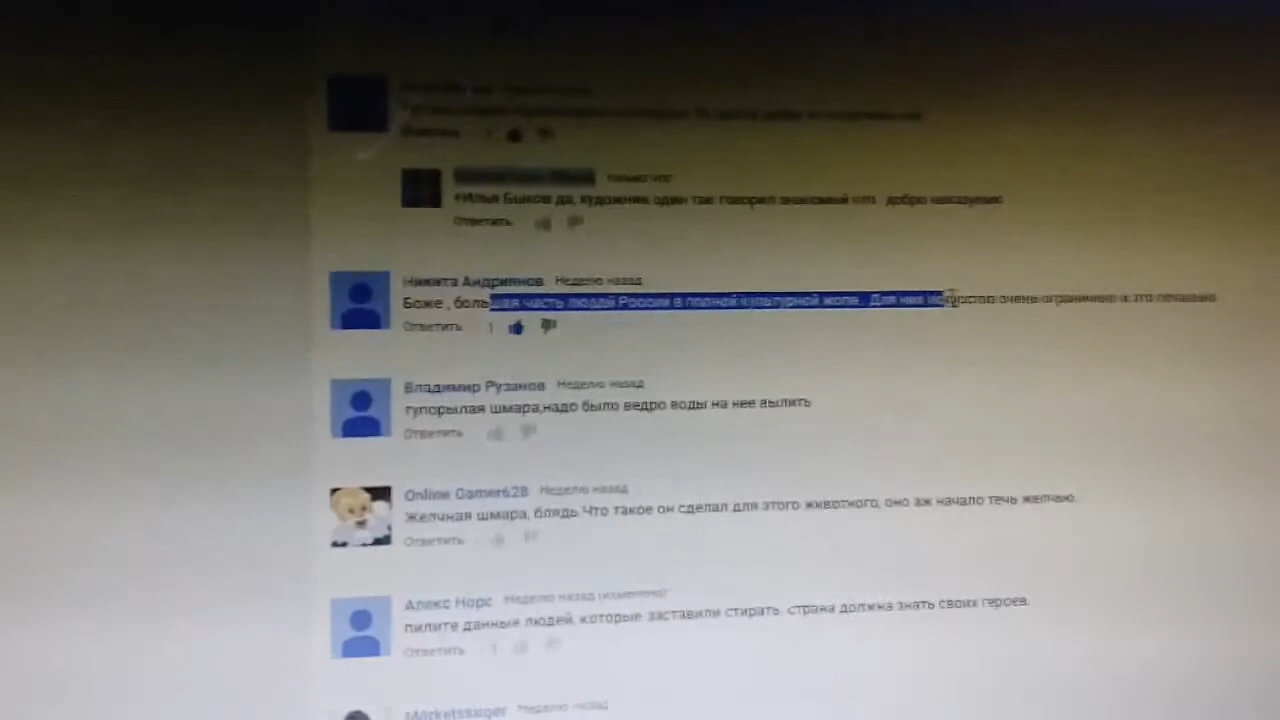 только что
+Илья Быков да, художник один так говорил знакомый что добро наказуемо
Ответить
Никита Андриянов Неделю назад
Боже , большая часть людей России в полной культурной жопе . Для них искусство очень ограничено и это печально
Ответить 1
Владимир Рузанов Неделю назад
тупорылая шмара,надо было ведро воды на нее вылить
Ответить
Online Gamer628 Неделю назад
Желчная шмара, блядь.Что такое он сделал для этого животного, оно аж начало течь желчью.
Ответить
Алекс Норс Неделю назад (изменено)
пилите данные людей, которые заставили стирать. страна должна знать своих героев.
Ответить 1
Неделю назад